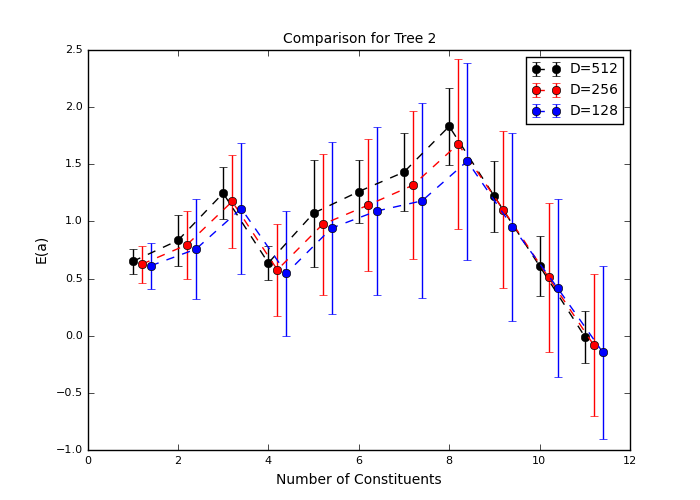 Comparison for Tree 2
2.5
2.0
1.5
1.0
0.5
0.0
−0.5
−1.0
E(a)
D=512
D=256
D=128
0 2 4 6 8 10 12
Number of Constituents